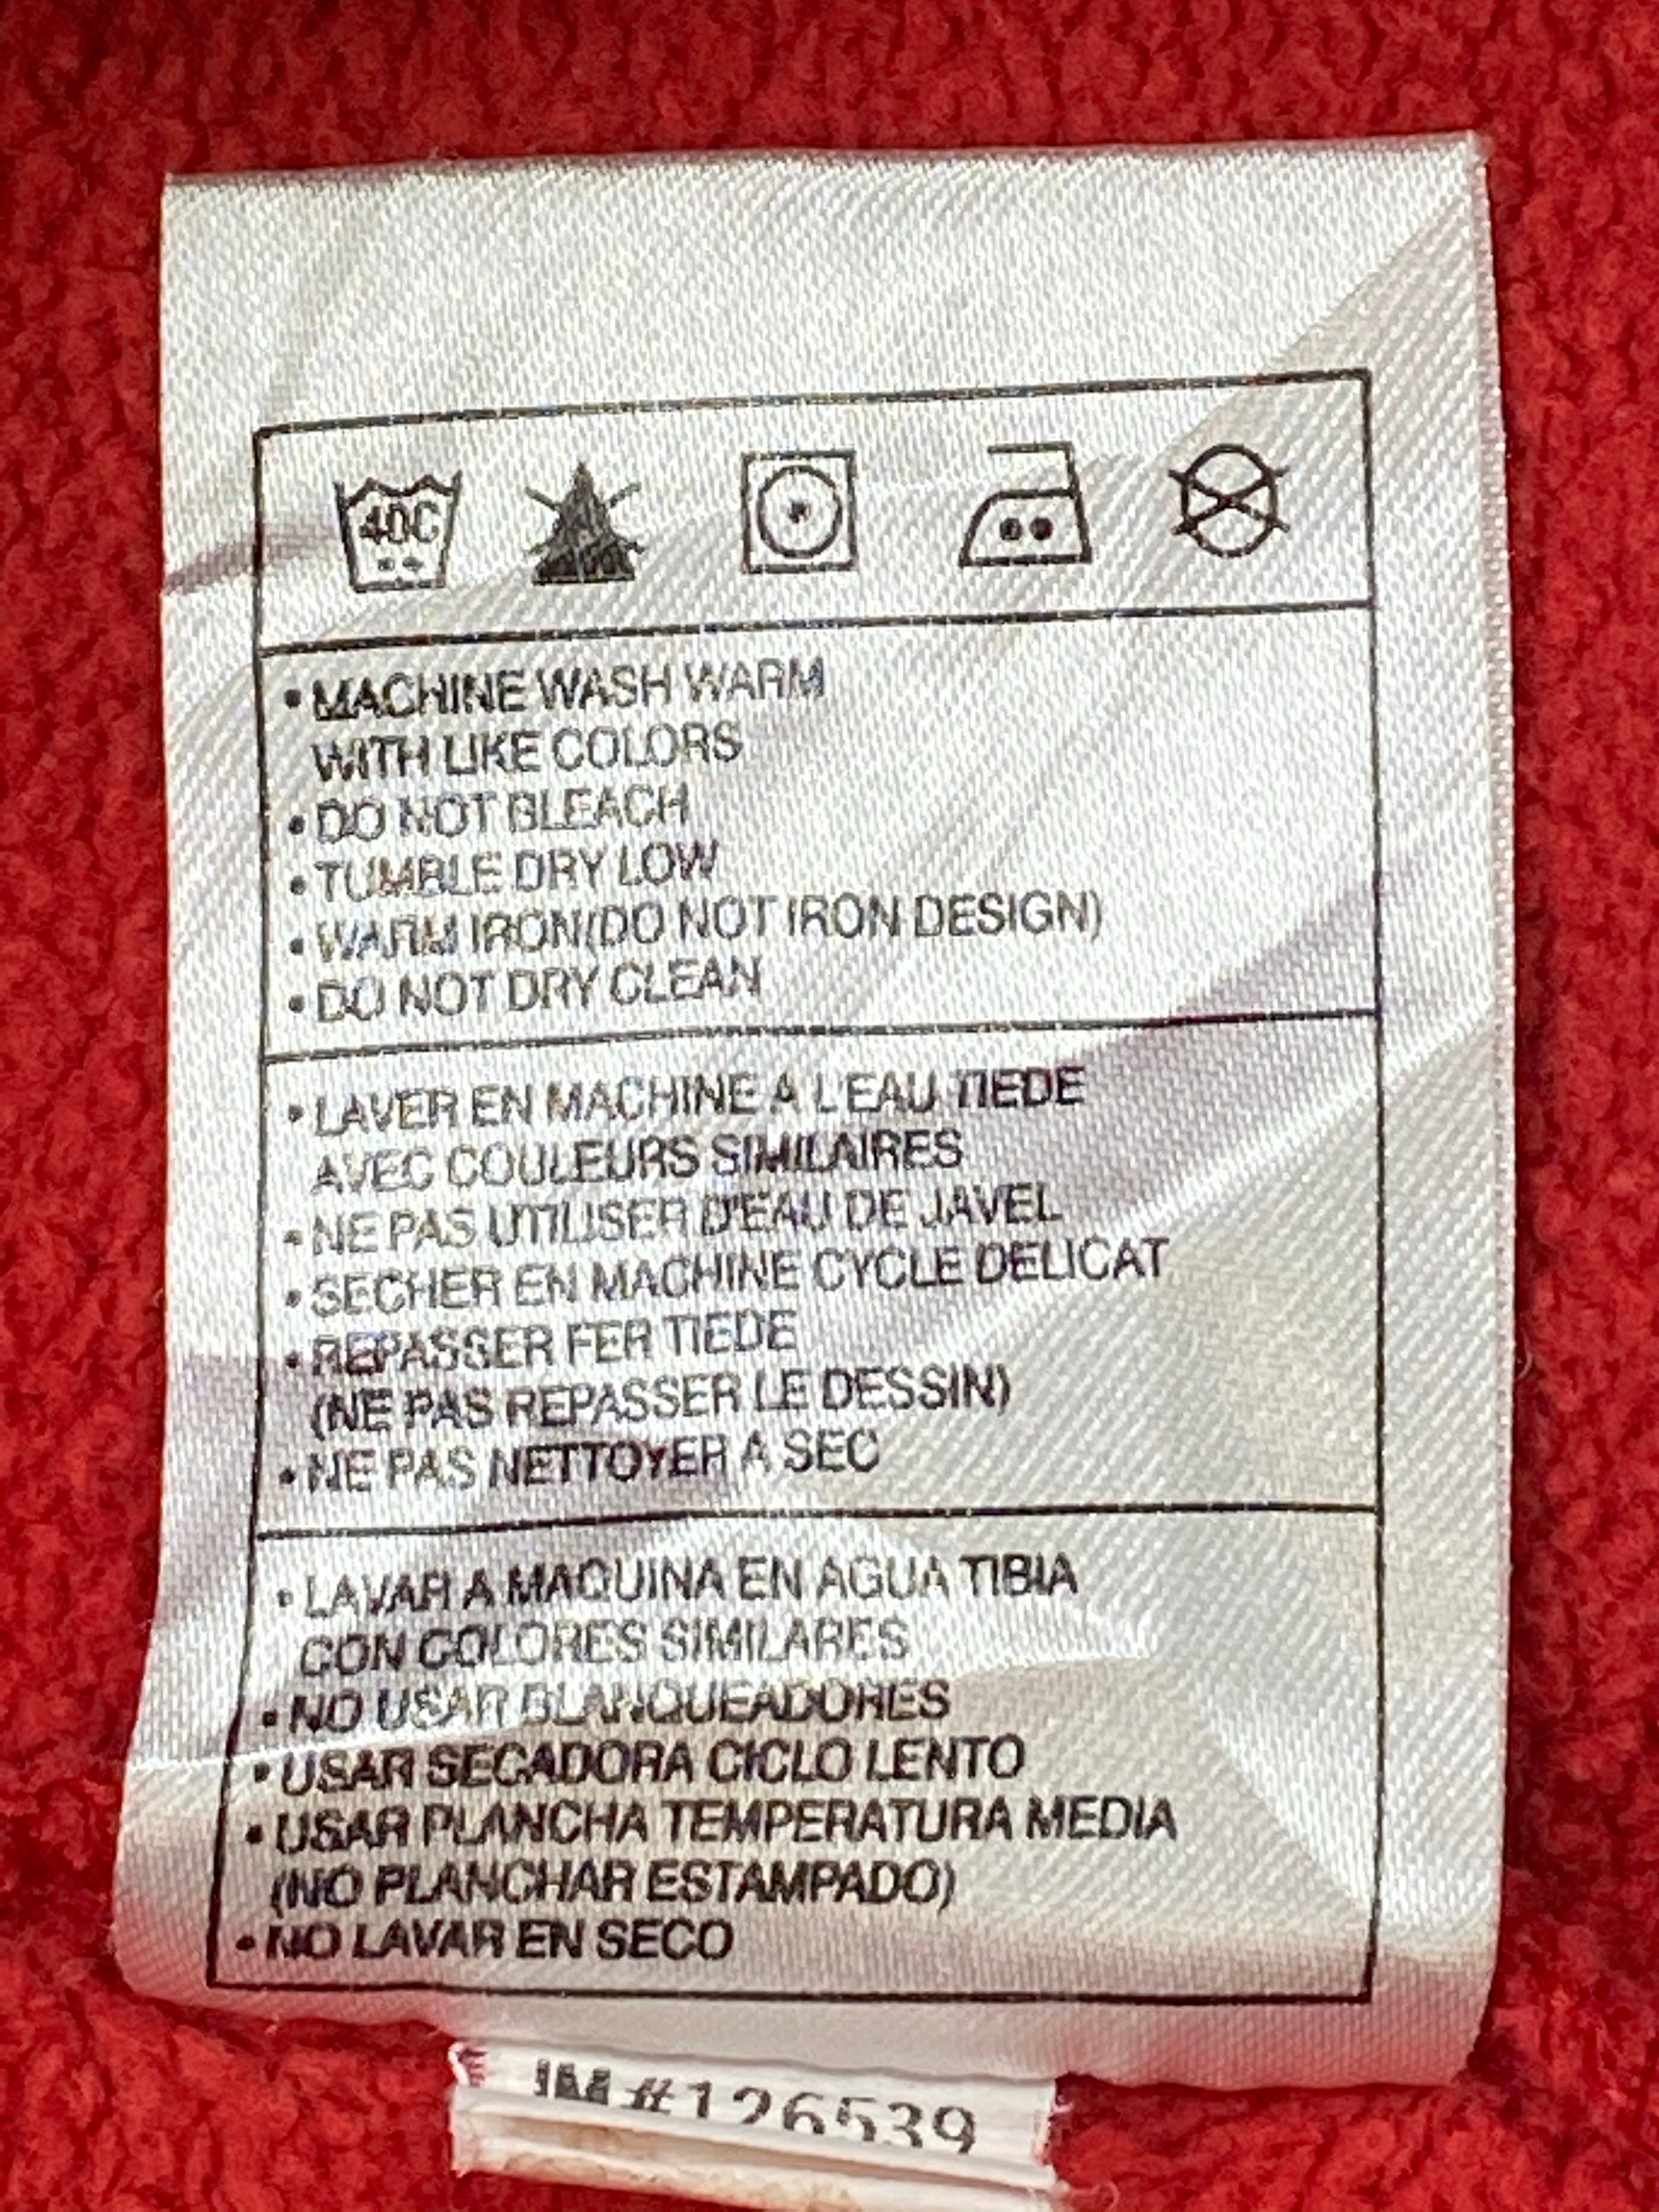 40C
• MACHINE WASH WARM
WITH LIKE COLORS
• DO NOT BLEACH
• TUMBLE DRY LOW
• WARM IRON(DO NOT IRON DESIGN)
• DO NOT DRY CLEAN
• LAVER EN MACHINE A L'EAU TIEDE
AVEC COULEURS SIMILAIRES
• NE PAS UTILISER D'EAU DE JAVEL
• SECHER EN MACHINE CYCLE DELICAT
• REPASSER FER TIEDE
(NE PAS REPASSER LE DESSIN)
• NE PAS NETTOYER A SEC
• LAVAR A MAQUINA EN AGUA TIBIA
CON COLORES SIMILARES
• NO USAR BLANQUEADORES
• USAR SECADORA CICLO LENTO
• USAR PLANCHA TEMPERATURA MEDIA
(NO PLANCHAR ESTAMPADO)
• NO LAVAR EN SECO
#126539